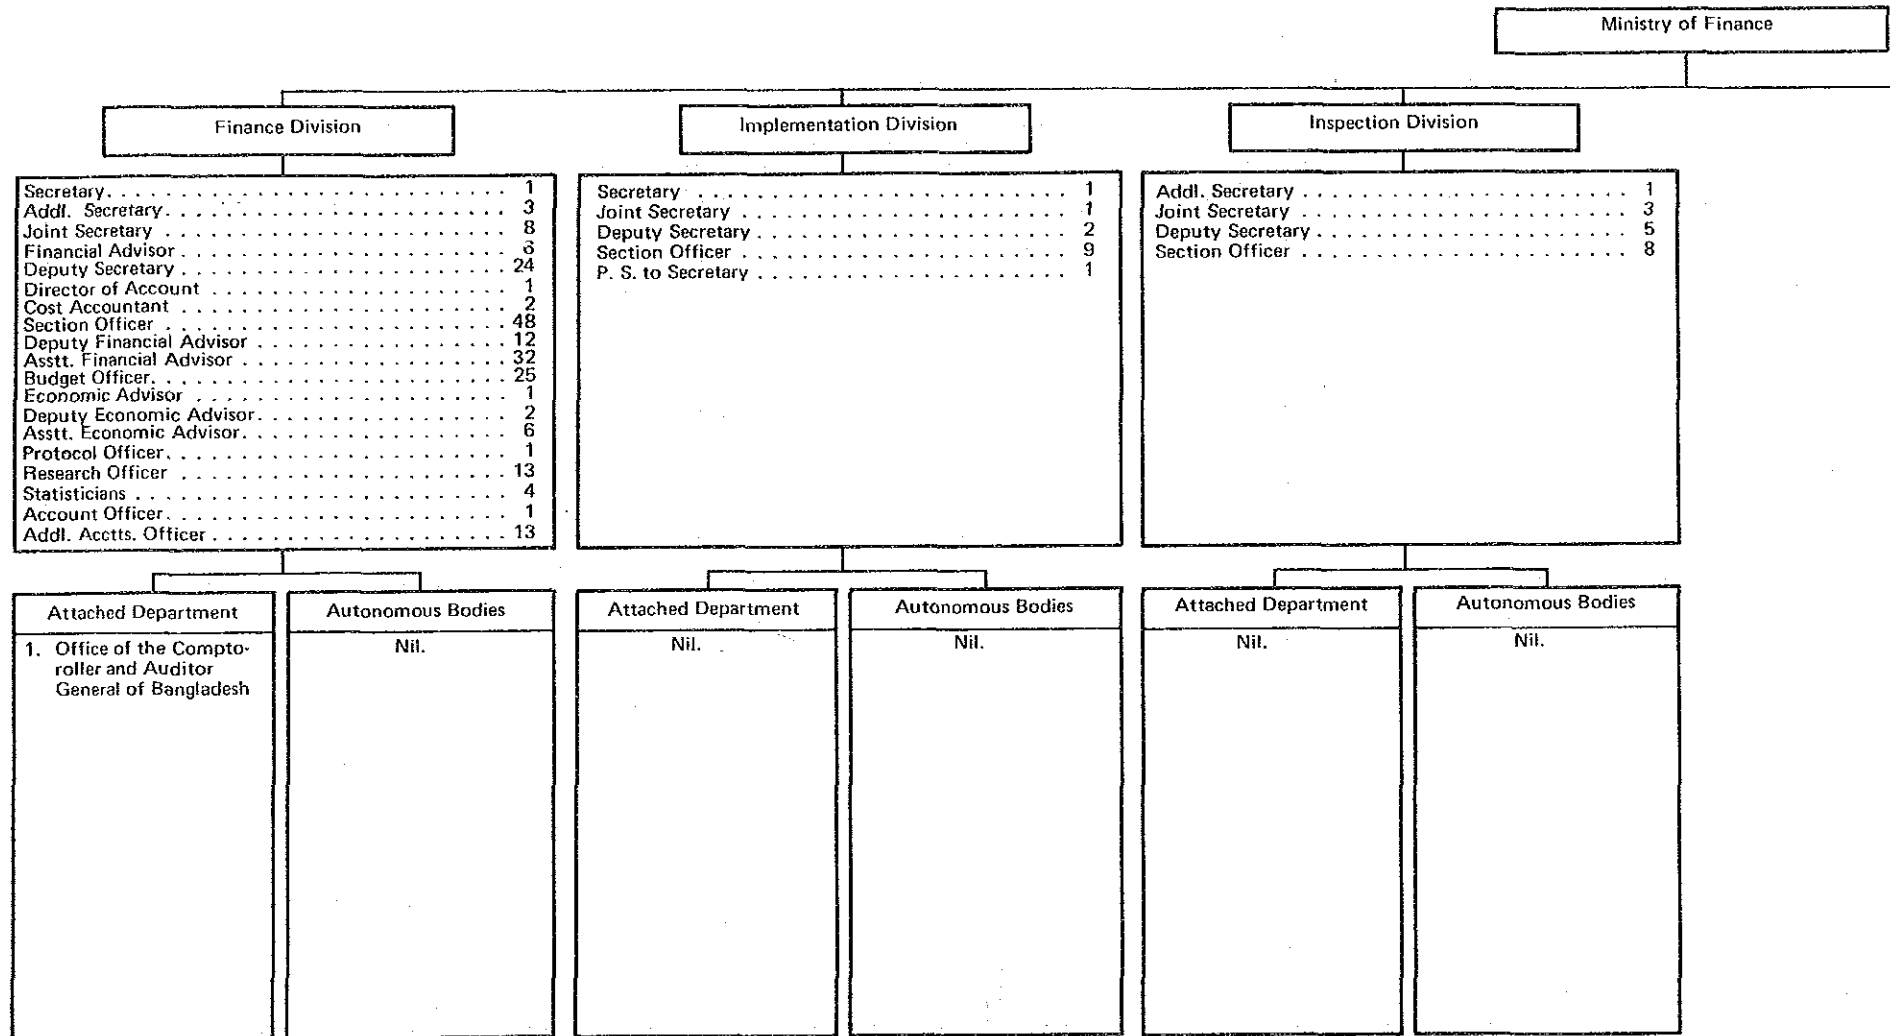 Ministry of Finance
Finance Division
Secretary. . . . . . . . . . . . . . . . . . . . . . . . . . . . 1
Addl. Secretary. . . . . . . . . . . . . . . . . . . . . . . . 3
Joint Secretary . . . . . . . . . . . . . . . . . . . . . . . . 8
Financial Advisor . . . . . . . . . . . . . . . . . . . . . . . 6
Deputy Secretary . . . . . . . . . . . . . . . . . . . . . . . 24
Director of Account . . . . . . . . . . . . . . . . . . . . . 1
Cost Accountant . . . . . . . . . . . . . . . . . . . . . . . 2
Section Officer . . . . . . . . . . . . . . . . . . . . . . . . 48
Deputy Financial Advisor . . . . . . . . . . . . . . . . . . 12
Asstt. Financial Advisor . . . . . . . . . . . . . . . . . . . 32
Budget Officer. . . . . . . . . . . . . . . . . . . . . . . . . 25
Economic Advisor . . . . . . . . . . . . . . . . . . . . . . 1
Deputy Economic Advisor. . . . . . . . . . . . . . . . . . 2
Asstt. Economic Advisor. . . . . . . . . . . . . . . . . . . 6
Protocol Officer. . . . . . . . . . . . . . . . . . . . . . . . 1
Research Officer . . . . . . . . . . . . . . . . . . . . . . . 13
Statisticians . . . . . . . . . . . . . . . . . . . . . . . . . . 4
Account Officer. . . . . . . . . . . . . . . . . . . . . . . . 1
Addl. Acctts. Officer . . . . . . . . . . . . . . . . . . . . . 13
Attached Department
1. Office of the Compto-
roller and Auditor
General of Bangladesh
Autonomous Bodies
Nil.
Implementation Division
Secretary . . . . . . . . . . . . . . . . . . . . . . . . . . 1
Joint Secretary . . . . . . . . . . . . . . . . . . . . . . . 1
Deputy Secretary . . . . . . . . . . . . . . . . . . . . . . 2
Section Officer . . . . . . . . . . . . . . . . . . . . . . . 9
P. S. to Secretary . . . . . . . . . . . . . . . . . . . . . . 1
Attached Department
Nil.
Autonomous Bodies
Nil.
Inspection Division
Addl. Secretary . . . . . . . . . . . . . . . . . . . . . . . 1
Joint Secretary . . . . . . . . . . . . . . . . . . . . . . . 3
Deputy Secretary . . . . . . . . . . . . . . . . . . . . . . 5
Section Officer . . . . . . . . . . . . . . . . . . . . . . . 8
Attached Department
Nil.
Autonomous Bodies
Nil.